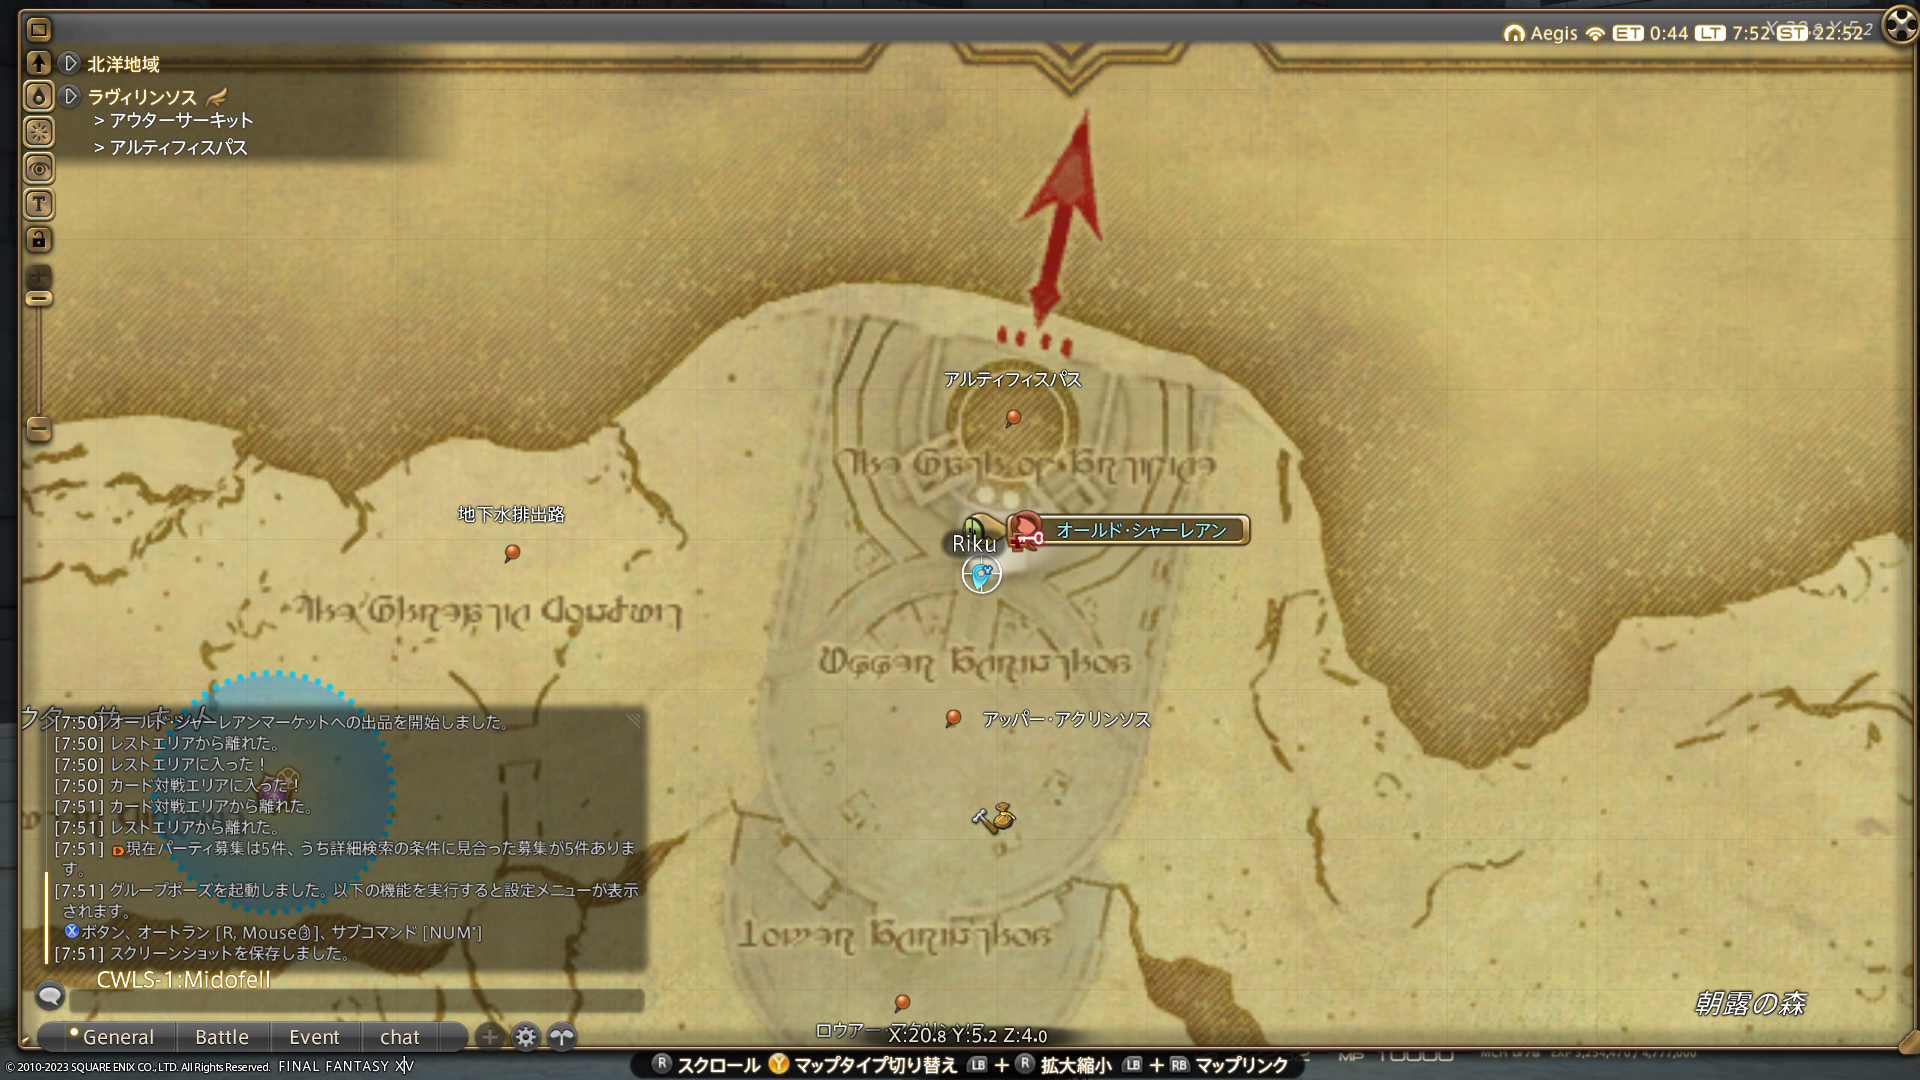 Aegis ET 0:44 LT 7:52 ST 22:52
北洋地域
ラヴィリンソス
> アウターサーキット
> アルティフィスパス
アルティフィスパス
地下水排出路
オールド・シャーレアン
Riku
アッパー・アクリンソス
[7:50] オールド・シャーレアンマーケットへの出品を開始しました。
[7:50] レストエリアから離れた。
[7:50] レストエリアに入った！
[7:50] カード対戦エリアに入った！
[7:51] カード対戦エリアから離れた。
[7:51] レストエリアから離れた。
[7:51] 現在パーティ募集は5件、うち詳細検索の条件に見合った募集が5件ありま
す。
[7:51] グループポーズを起動しました。以下の機能を実行すると設定メニューが表示
されます。
Xボタン、オートラン [R, Mouse3]、サブコマンド [NUM*]
[7:51] スクリーンショットを保存しました。
CWLS-1:Midofell
朝露の森
X:20.8 Y:5.2 Z:4.0
General Battle Event chat
© 2010-2023 SQUARE ENIX CO., LTD. All Rights Reserved. FINAL FANTASY XIV
R スクロール Y マップタイプ切り替え LB + R 拡大縮小 LB + RB マップリンク